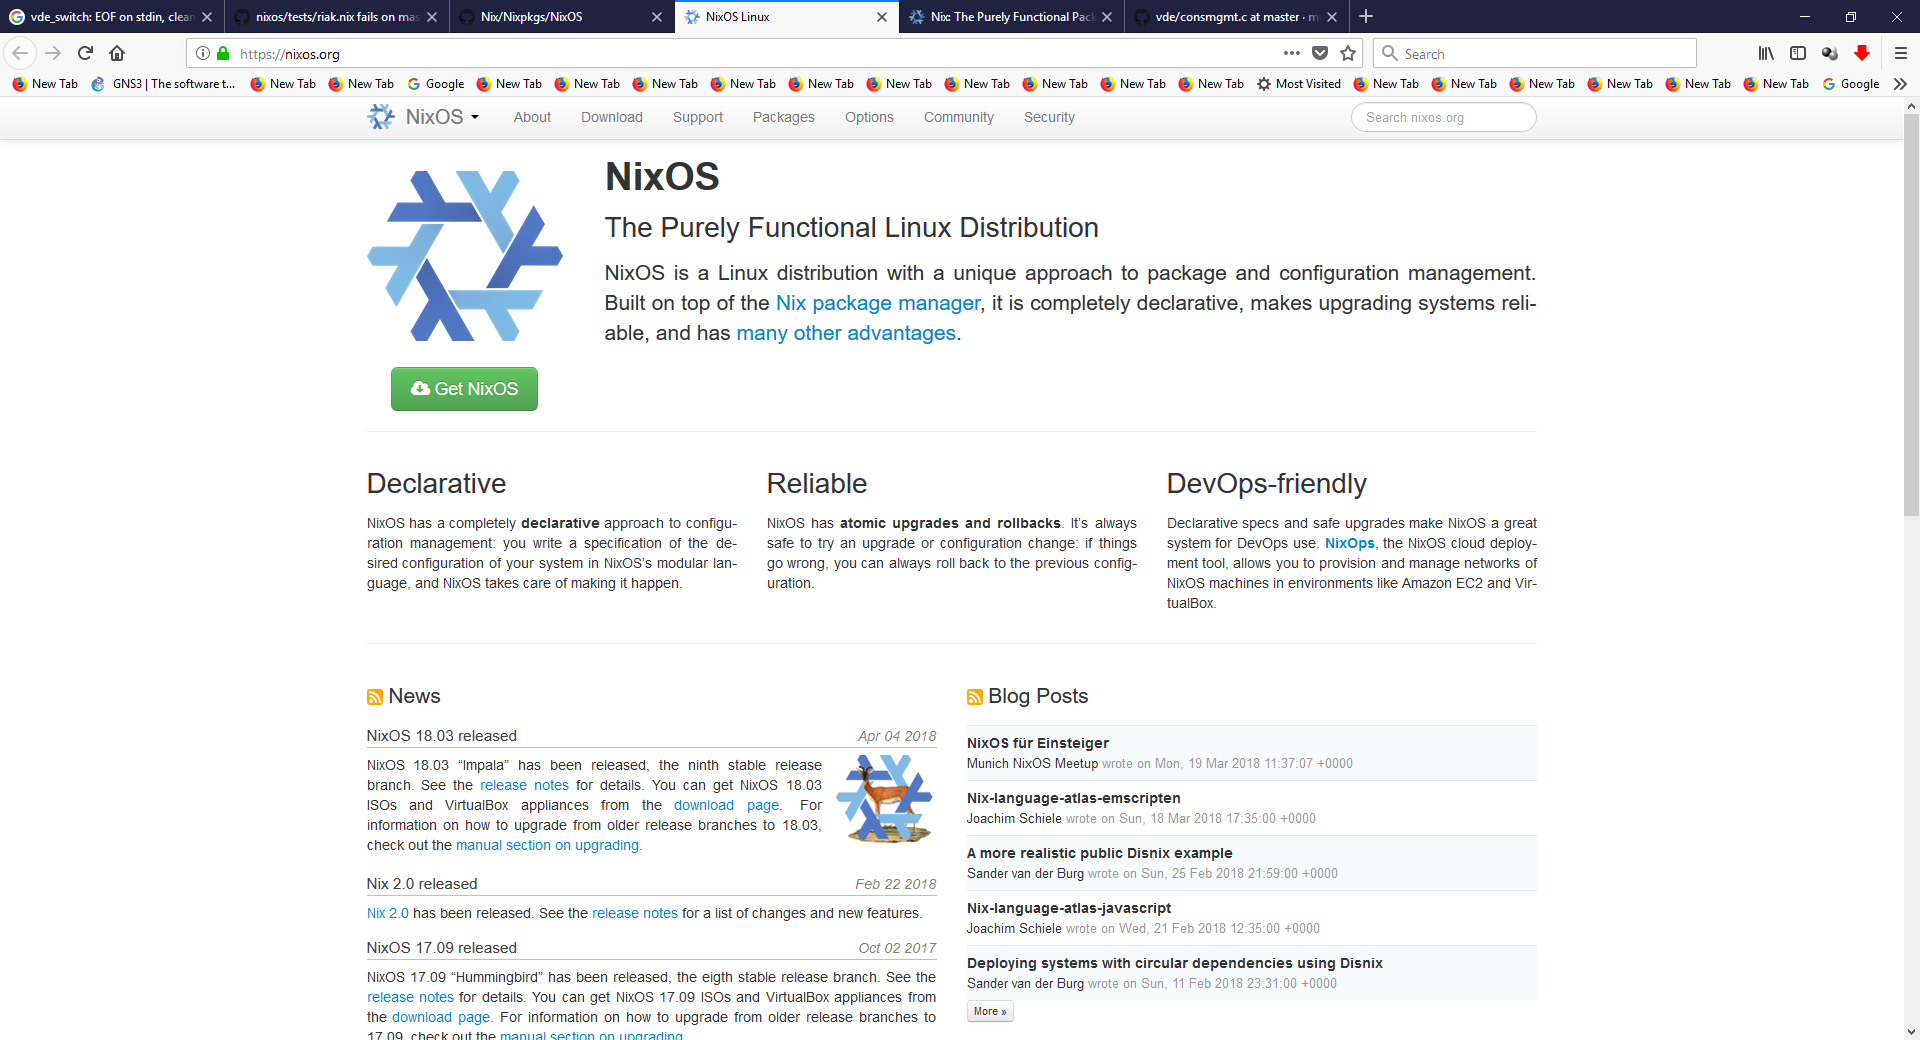 vde_switch: EOF on stdin, clean
nixos/tests/riak.nix fails on mas
Nix/Nixpkgs/NixOS
NixOS Linux
Nix: The Purely Functional Pack
vde/consmgmt.c at master · m
https://nixos.org
Search
New Tab
GNS3 | The software t...
New Tab
New Tab
Google
New Tab
New Tab
New Tab
New Tab
New Tab
New Tab
New Tab
New Tab
New Tab
New Tab
Most Visited
New Tab
New Tab
New Tab
New Tab
New Tab
New Tab
Google
NixOS
About
Download
Support
Packages
Options
Community
Security
Search nixos.org
NixOS
The Purely Functional Linux Distribution
NixOS is a Linux distribution with a unique approach to package and configuration management.
Built on top of the Nix package manager, it is completely declarative, makes upgrading systems reli-
able, and has many other advantages.
Get NixOS
Declarative
NixOS has a completely declarative approach to configu-
ration management: you write a specification of the de-
sired configuration of your system in NixOS's modular lan-
guage, and NixOS takes care of making it happen.
Reliable
NixOS has atomic upgrades and rollbacks. It's always
safe to try an upgrade or configuration change: if things
go wrong, you can always roll back to the previous config-
uration.
DevOps-friendly
Declarative specs and safe upgrades make NixOS a great
system for DevOps use. NixOps, the NixOS cloud deploy-
ment tool, allows you to provision and manage networks of
NixOS machines in environments like Amazon EC2 and Vir-
tualBox.
News
NixOS 18.03 released Apr 04 2018
NixOS 18.03 “Impala” has been released, the ninth stable release
branch. See the release notes for details. You can get NixOS 18.03
ISOs and VirtualBox appliances from the download page. For
information on how to upgrade from older release branches to 18.03,
check out the manual section on upgrading.
Nix 2.0 released Feb 22 2018
Nix 2.0 has been released. See the release notes for a list of changes and new features.
NixOS 17.09 released Oct 02 2017
NixOS 17.09 “Hummingbird” has been released, the eigth stable release branch. See the
release notes for details. You can get NixOS 17.09 ISOs and VirtualBox appliances from
the download page. For information on how to upgrade from older release branches to
17.09, check out the manual section on upgrading
Blog Posts
NixOS für Einsteiger
Munich NixOS Meetup wrote on Mon, 19 Mar 2018 11:37:07 +0000
Nix-language-atlas-emscripten
Joachim Schiele wrote on Sun, 18 Mar 2018 17:35:00 +0000
A more realistic public Disnix example
Sander van der Burg wrote on Sun, 25 Feb 2018 21:59:00 +0000
Nix-language-atlas-javascript
Joachim Schiele wrote on Wed, 21 Feb 2018 12:35:00 +0000
Deploying systems with circular dependencies using Disnix
Sander van der Burg wrote on Sun, 11 Feb 2018 23:31:00 +0000
More »